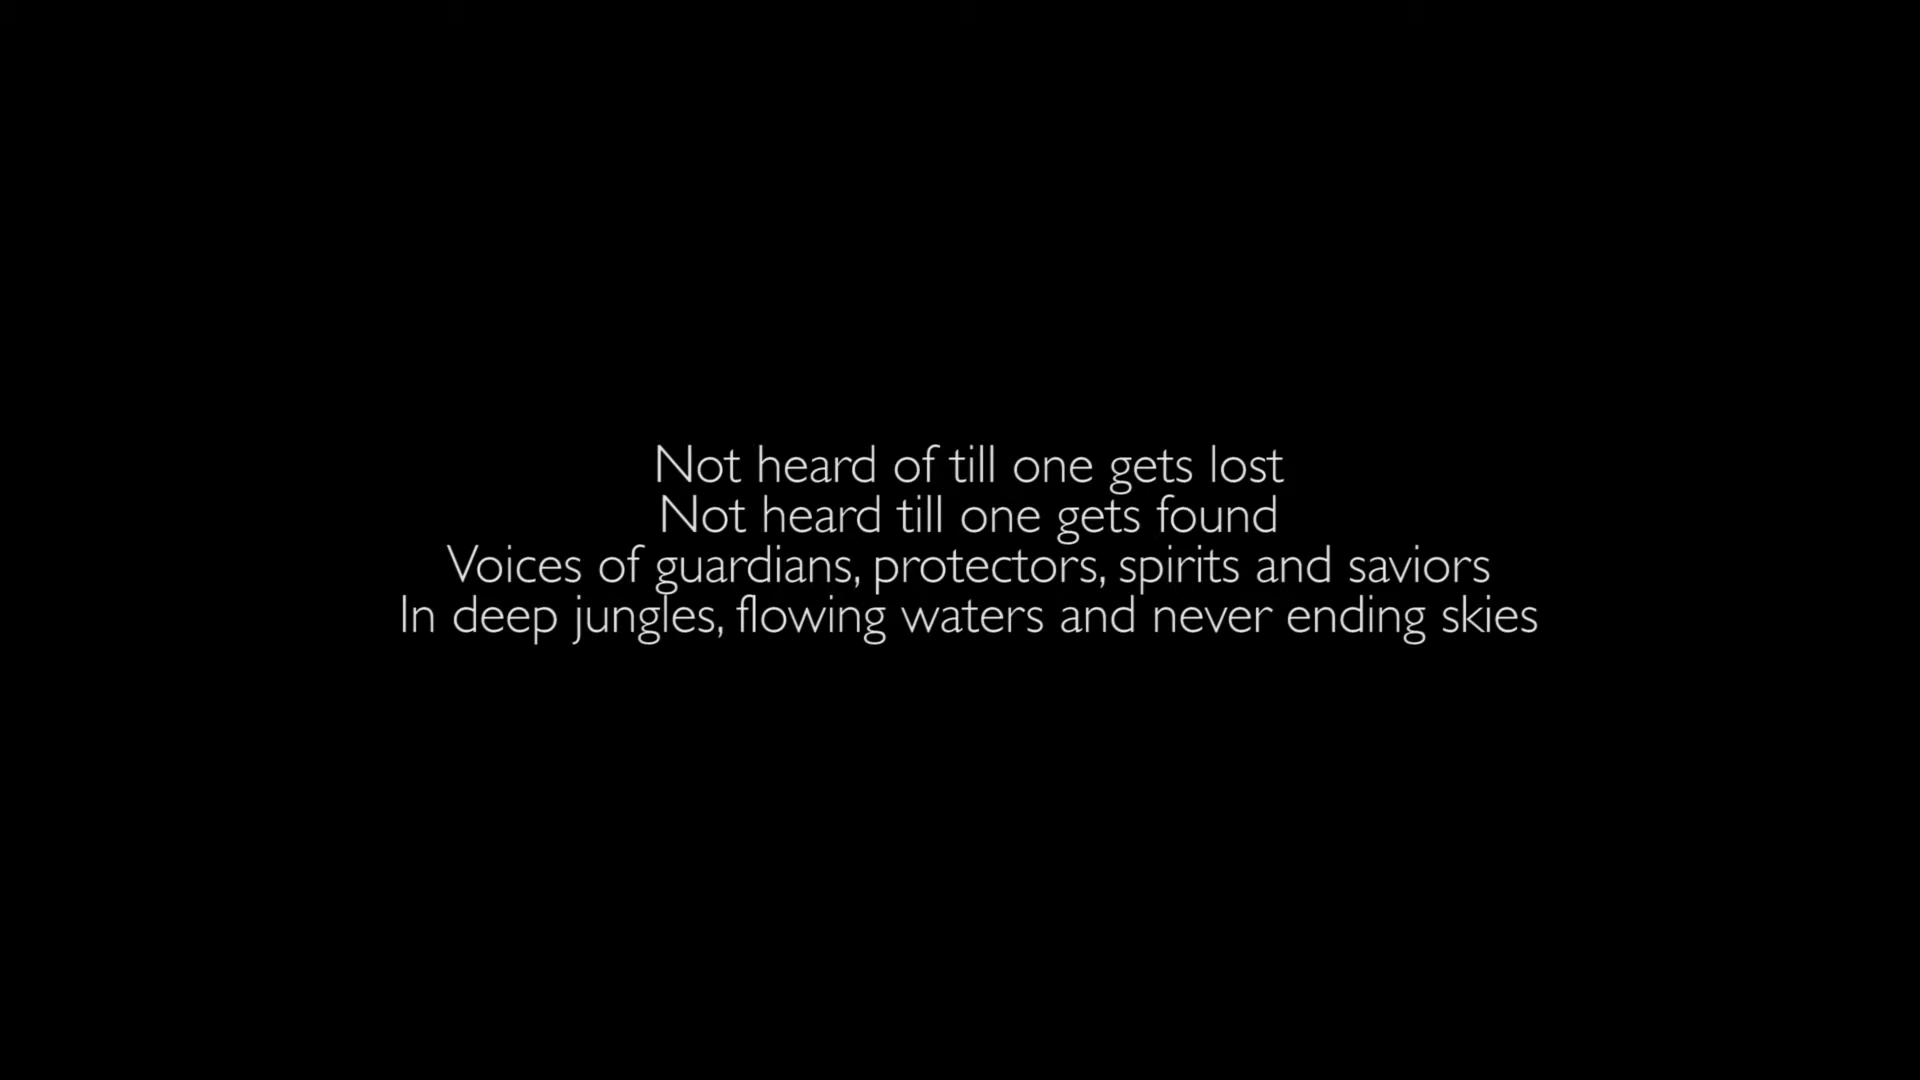 Not heard of till one gets lost
Not heard till one gets found
Voices of guardians, protectors, spirits and saviors
In deep jungles, flowing waters and never ending skies